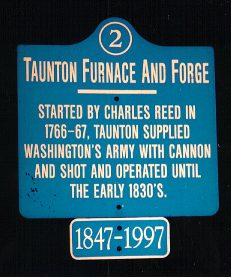 2
TAUNTON FURNACE AND FORGE
STARTED BY CHARLES REED IN
1766-67, TAUNTON SUPPLIED
WASHINGTON'S ARMY WITH CANNON
AND SHOT AND OPERATED UNTIL
THE EARLY 1830'S.
1847-1997